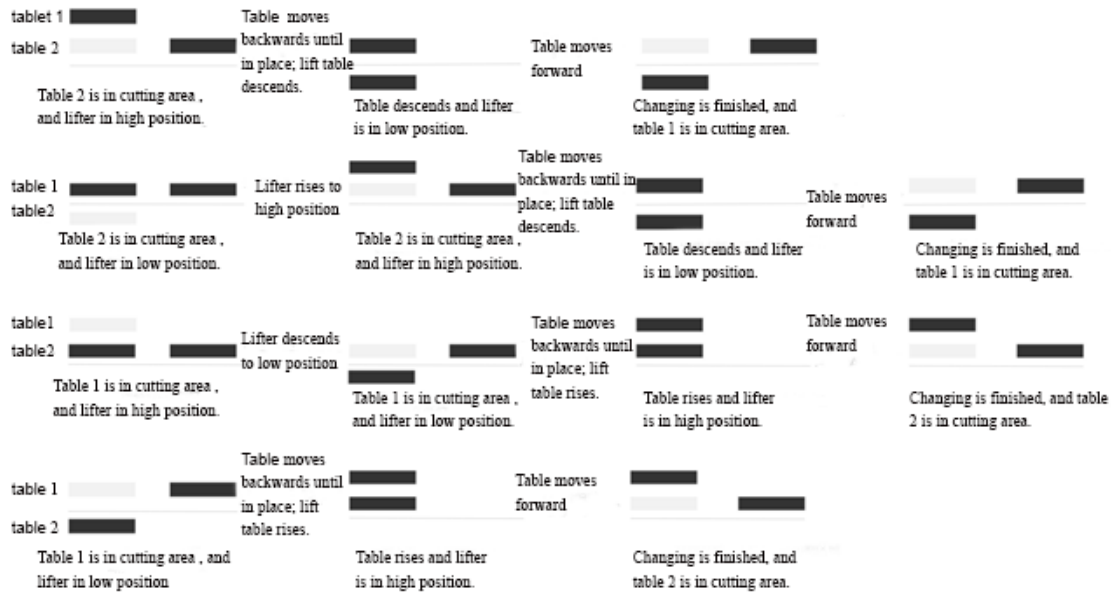 tablet 1
table 2
Table 2 is in cutting area ,
and lifter in high position.
Table moves
backwards until
in place; lift table
descends.
Table descends and lifter
is in low position.
Table moves
forward
Changing is finished, and
table 1 is in cutting area.
table 1
table2
Table 2 is in cutting area ,
and lifter in low position.
Lifter rises to
high position
Table 2 is in cutting area ,
and lifter in high position.
Table moves
backwards until in
place; lift table
descends.
Table descends and lifter
is in low position.
Table moves
forward
Changing is finished, and
table 1 is in cutting area.
table1
table2
Table 1 is in cutting area ,
and lifter in high position.
Lifter descends
to low position
Table 1 is in cutting area ,
and lifter in low position.
Table moves
backwards until
in place; lift
table rises.
Table rises and lifter
is in high position.
Table moves
forward
Changing is finished, and table
2 is in cutting area.
table 1
table 2
Table 1 is in cutting area , and
lifter in low position
Table moves
backwards until
in place; lift
table rises.
Table rises and lifter
is in high position.
Table moves
forward
Changing is finished, and
table 2 is in cutting area.